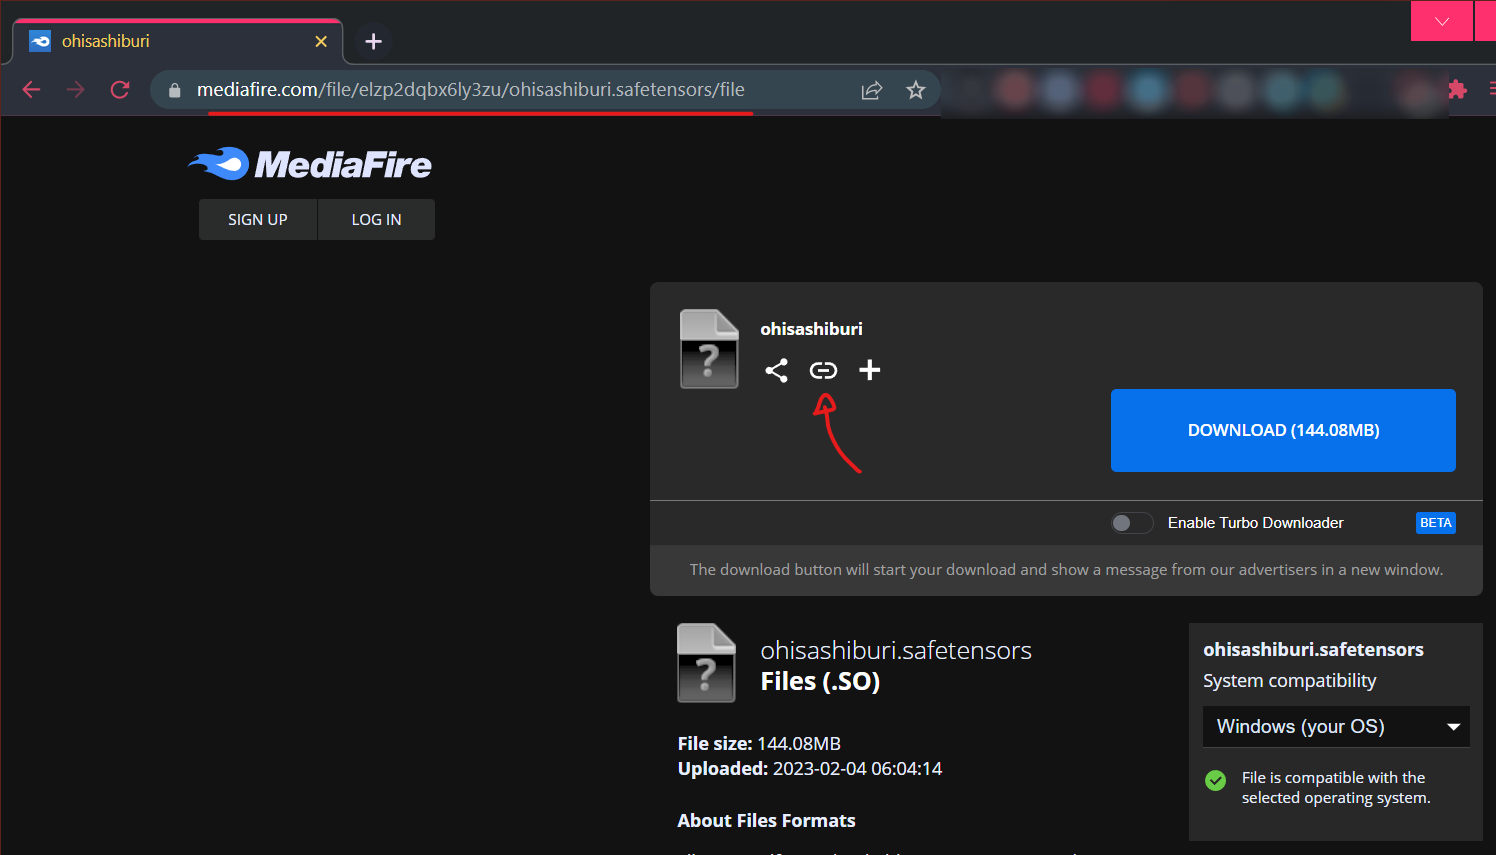 ohisashiburi
mediafire.com/file/elzp2dqbx6ly3zu/ohisashiburi.safetensors/file
MediaFire
SIGN UP LOG IN
ohisashiburi
DOWNLOAD (144.08MB)
Enable Turbo Downloader BETA
The download button will start your download and show a message from our advertisers in a new window.
ohisashiburi.safetensors
Files (.SO)
File size: 144.08MB
Uploaded: 2023-02-04 06:04:14
About Files Formats
ohisashiburi.safetensors
System compatibility
Windows (your OS)
File is compatible with the
selected operating system.